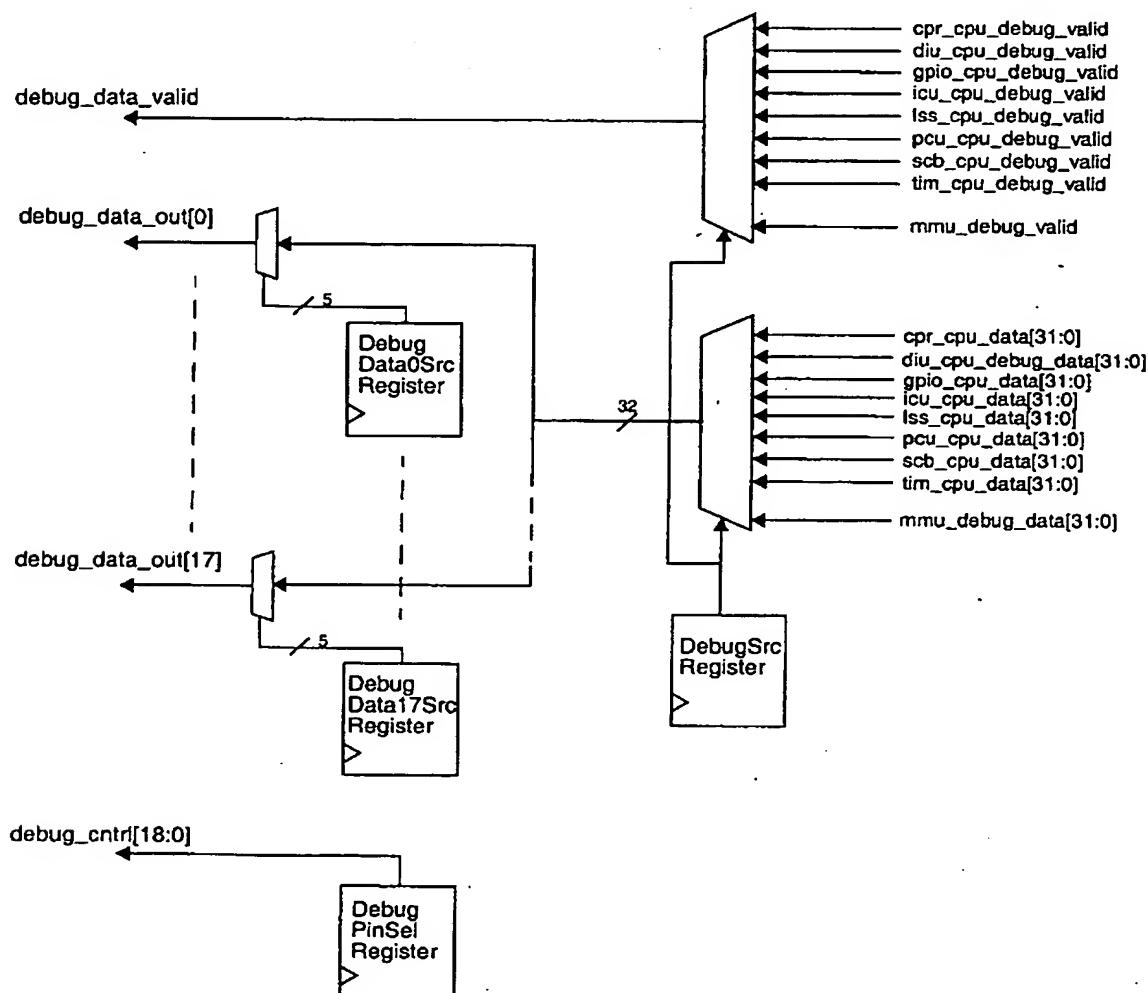 cpr_cpu_debug_valid
diu_cpu_debug_valid
gpio_cpu_debug_valid
icu_cpu_debug_valid
lss_cpu_debug_valid
pcu_cpu_debug_valid
scb_cpu_debug_valid
tim_cpu_debug_valid
mmu_debug_valid
debug_data_valid
debug_data_out[0]
5
Debug
Data0Src
Register
cpr_cpu_data[31:0]
diu_cpu_debug_data[31:0]
gpio_cpu_data[31:0]
icu_cpu_data[31:0]
lss_cpu_data[31:0]
pcu_cpu_data[31:0]
scb_cpu_data[31:0]
tim_cpu_data[31:0]
mmu_debug_data[31:0]
32
debug_data_out[17]
5
Debug
Data17Src
Register
DebugSrc
Register
debug_cntrl[18:0]
Debug
PinSel
Register